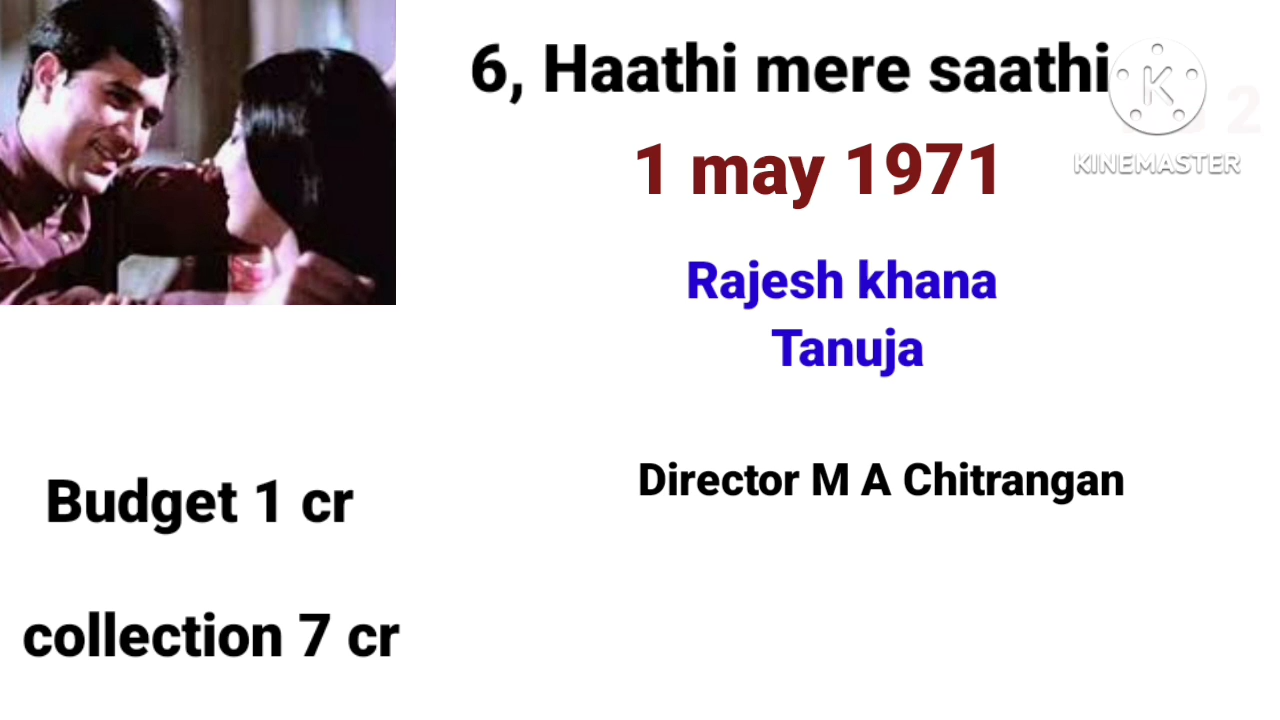 6, Haathi mere saathi
1 may 1971
KINEMASTER
Rajesh khana
Tanuja
Director M A Chitrangan
Budget 1 cr
collection 7 cr